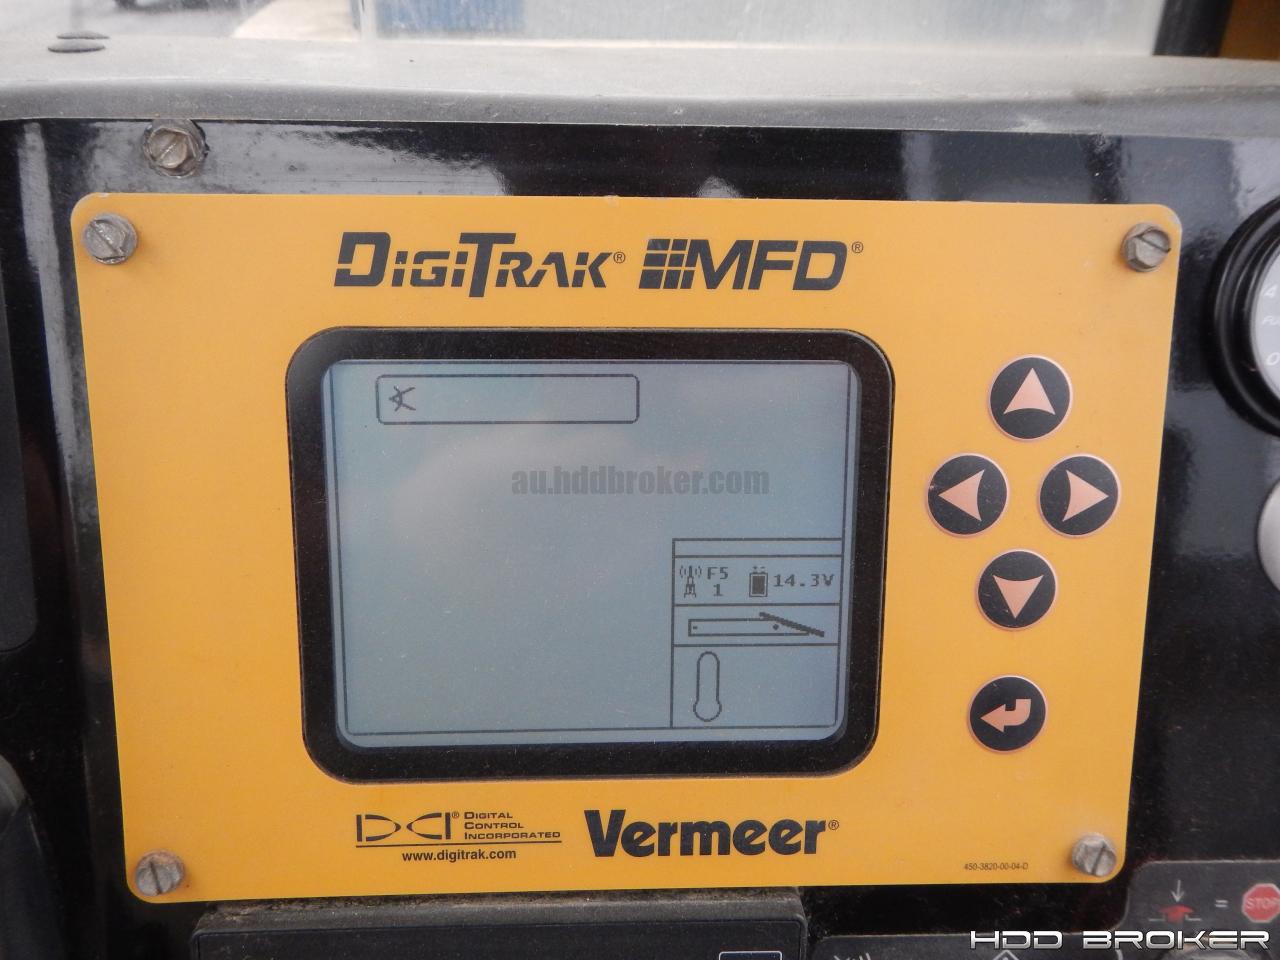 DIGITRAK® MFD®
au.hddbroker.com
F5
1
14.3V
DCI® DIGITAL
CONTROL
INCORPORATED
www.digitrak.com
Vermeer®
450-3820-00-04-D
STOP
HDD BROKER